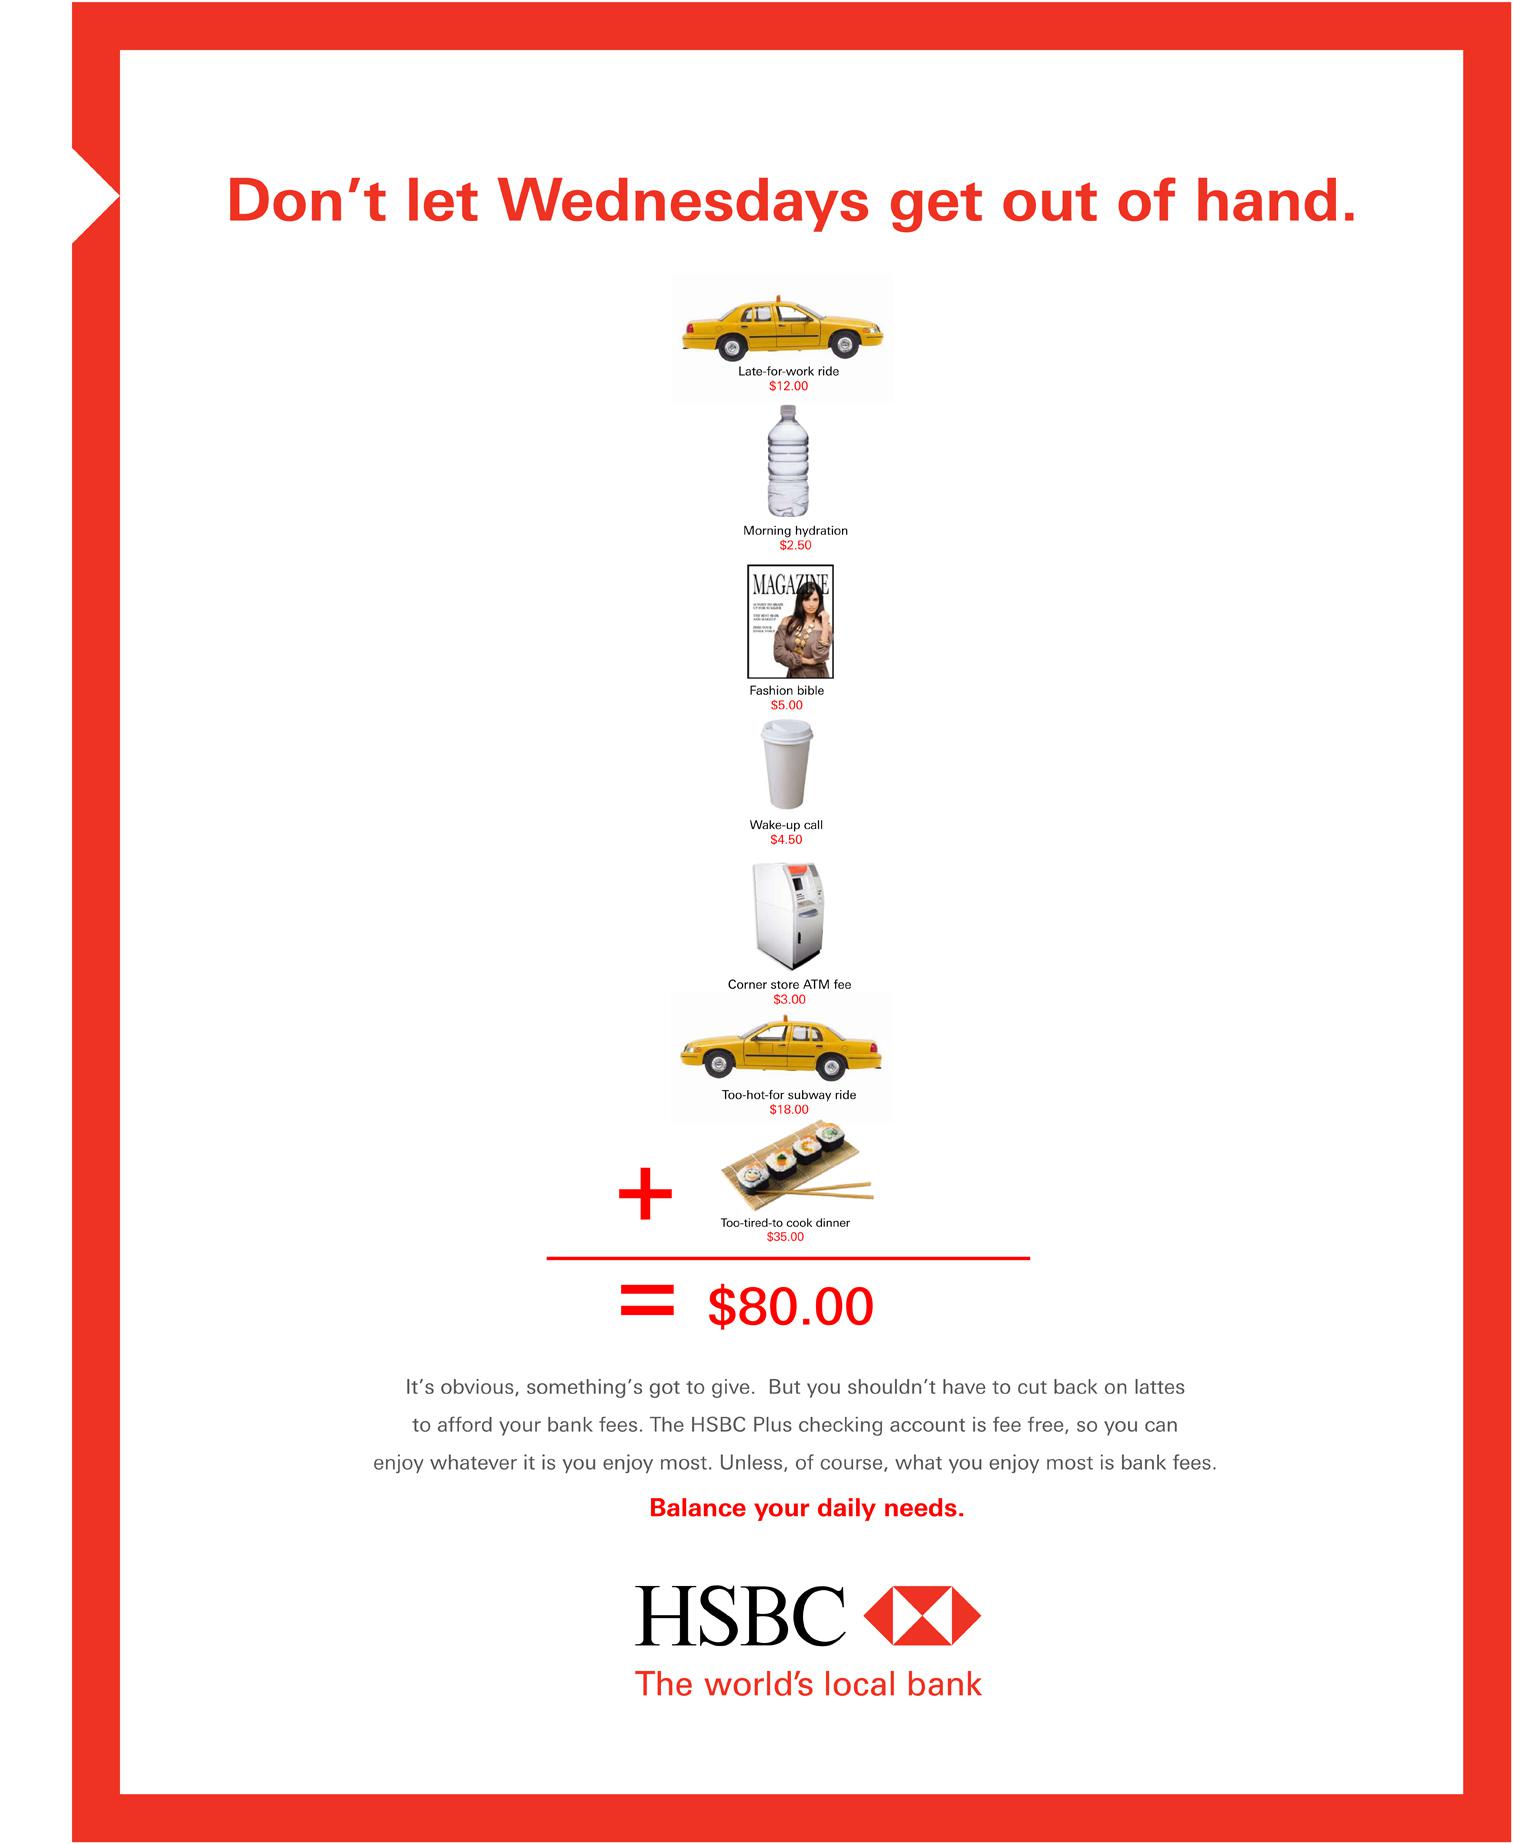 Don't let Wednesdays get out of hand.
Late-for-work ride
$12.00
Morning hydration
$2.50
MAGAZINE
Fashion bible
$5.00
Wake-up call
$4.50
Corner store ATM fee
$3.00
Too-hot-for subway ride
$18.00
+
Too-tired-to cook dinner
$35.00
= $80.00
It's obvious, something's got to give.  But you shouldn't have to cut back on lattes
to afford your bank fees. The HSBC Plus checking account is fee free, so you can
enjoy whatever it is you enjoy most. Unless, of course, what you enjoy most is bank fees.
Balance your daily needs.
HSBC
The world's local bank